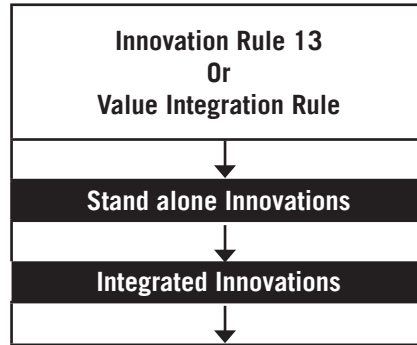 Innovation Rule 13
Or
Value Integration Rule
Stand alone Innovations
Integrated Innovations